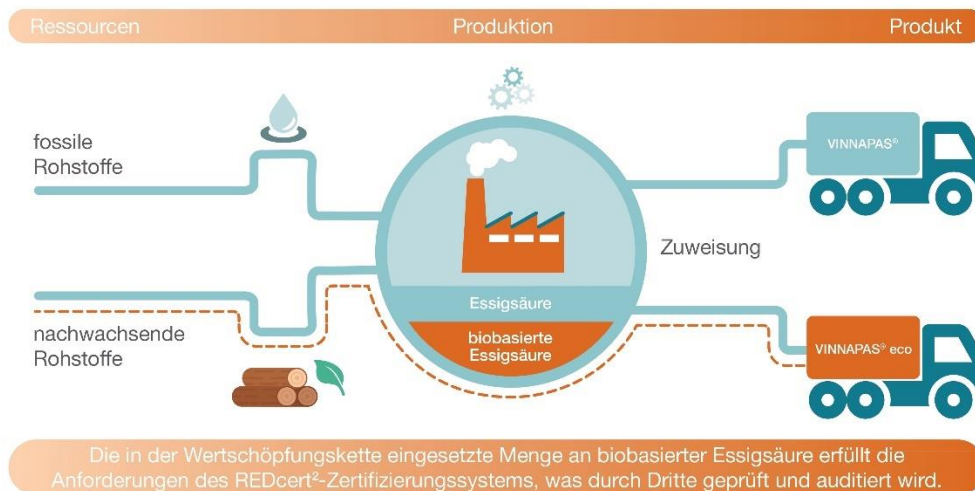 Ressourcen
Produktion
Produkt
fossile
Rohstoffe
VINNAPAS®
Zuweisung
Essigsäure
biobasierte
Essigsäure
nachwachsende
Rohstoffe
VINNAPAS® eco
Die in der Wertschöpfungskette eingesetzte Menge an biobasierter Essigsäure erfüllt die
Anforderungen des REDcert²-Zertifizierungssystems, was durch Dritte geprüft und auditiert wird.